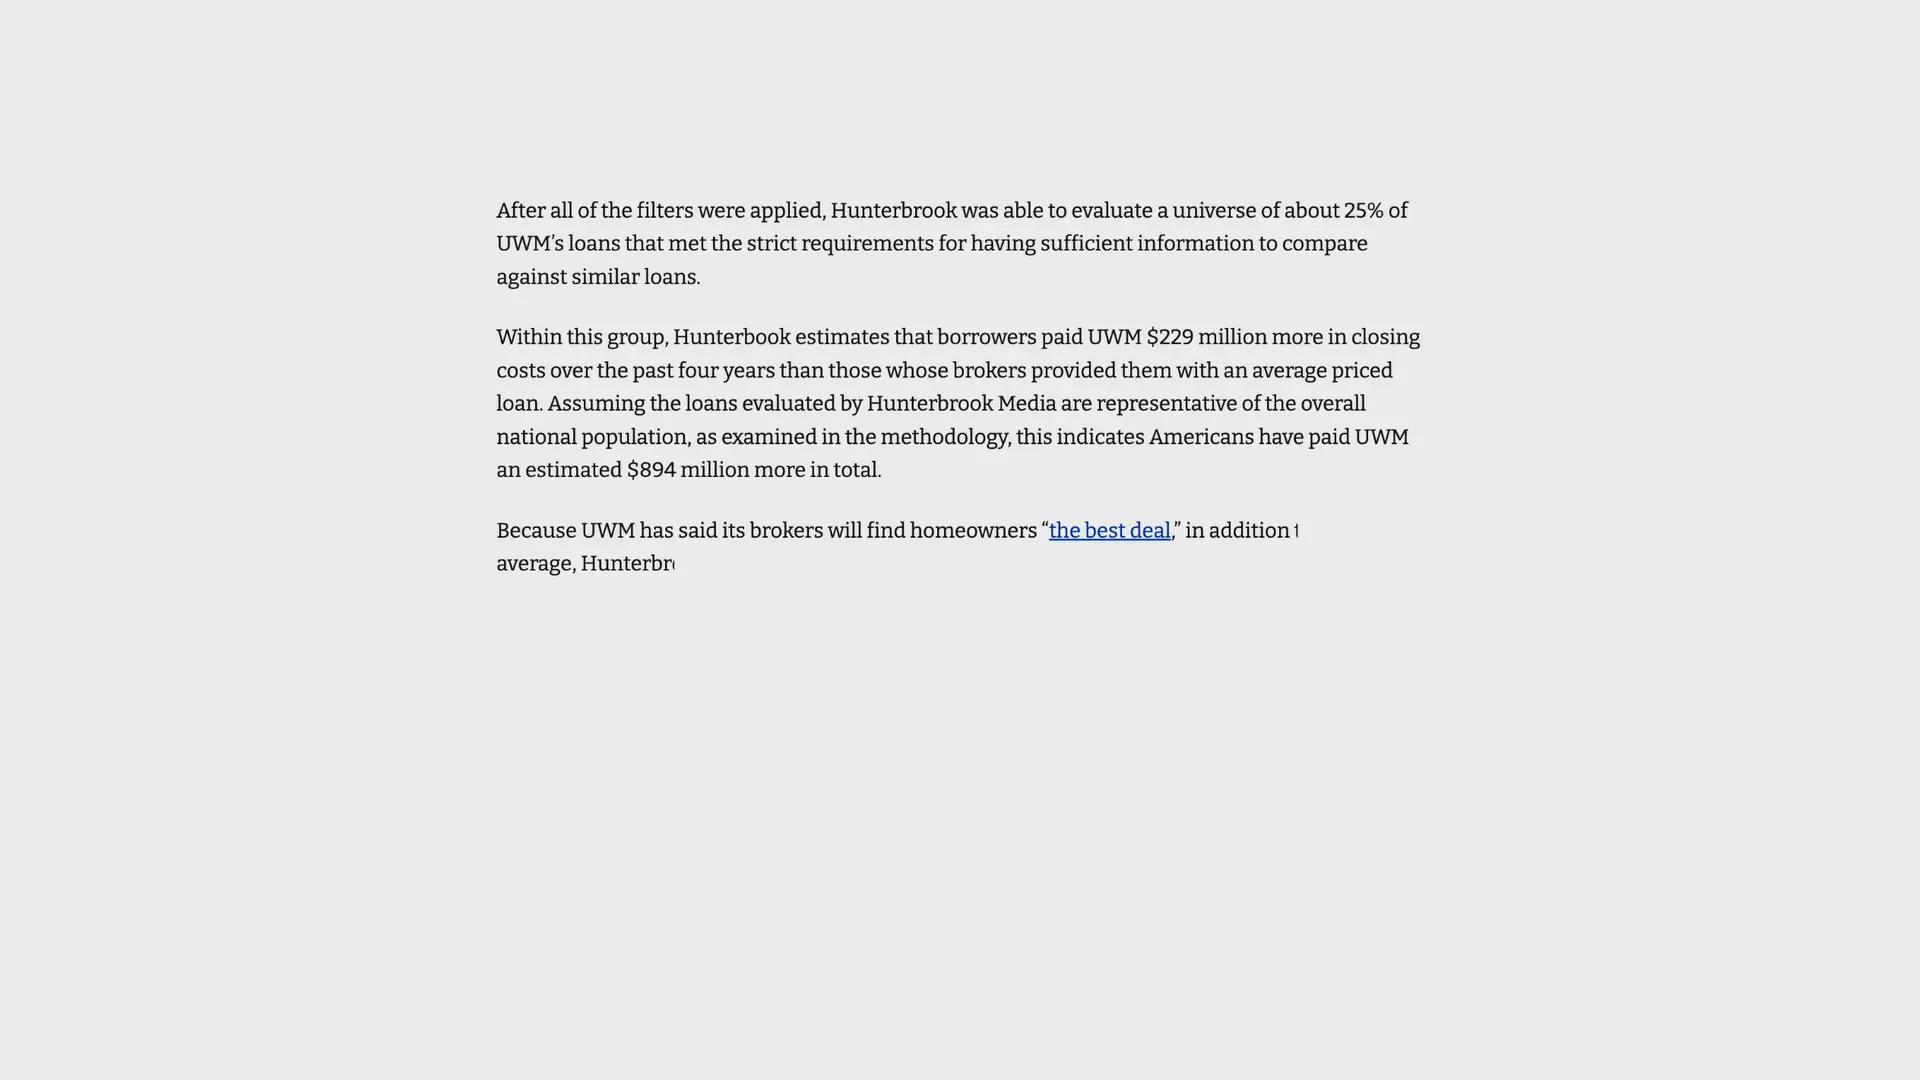 After all of the filters were applied, Hunterbrook was able to evaluate a universe of about 25% of
UWM’s loans that met the strict requirements for having sufficient information to compare
against similar loans.
Within this group, Hunterbook estimates that borrowers paid UWM $229 million more in closing
costs over the past four years than those whose brokers provided them with an average priced
loan. Assuming the loans evaluated by Hunterbrook Media are representative of the overall
national population, as examined in the methodology, this indicates Americans have paid UWM
an estimated $894 million more in total.
Because UWM has said its brokers will find homeowners “the best deal,” in addition
average,